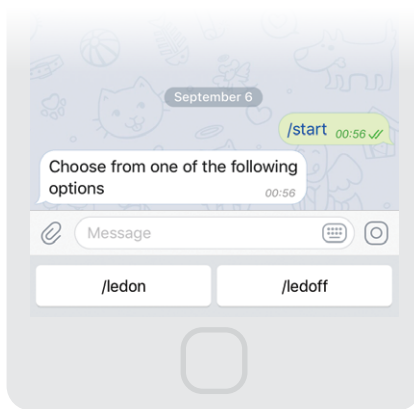 September 6
/start 00:56
Choose from one of the following
options 00:56
Message
/ledon /ledoff